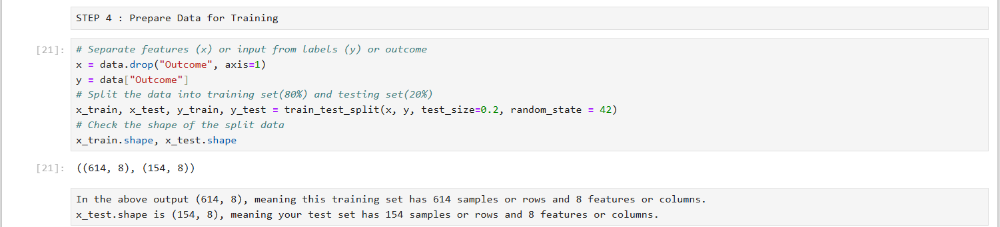 STEP 4 : Prepare Data for Training
[21]:
# Separate features (x) or input from labels (y) or outcome
x = data.drop("Outcome", axis=1)
y = data["Outcome"]
# Split the data into training set(80%) and testing set(20%)
x_train, x_test, y_train, y_test = train_test_split(x, y, test_size=0.2, random_state = 42)
# Check the shape of the split data
x_train.shape, x_test.shape
[21]:
((614, 8), (154, 8))
In the above output (614, 8), meaning this training set has 614 samples or rows and 8 features or columns.
x_test.shape is (154, 8), meaning your test set has 154 samples or rows and 8 features or columns.